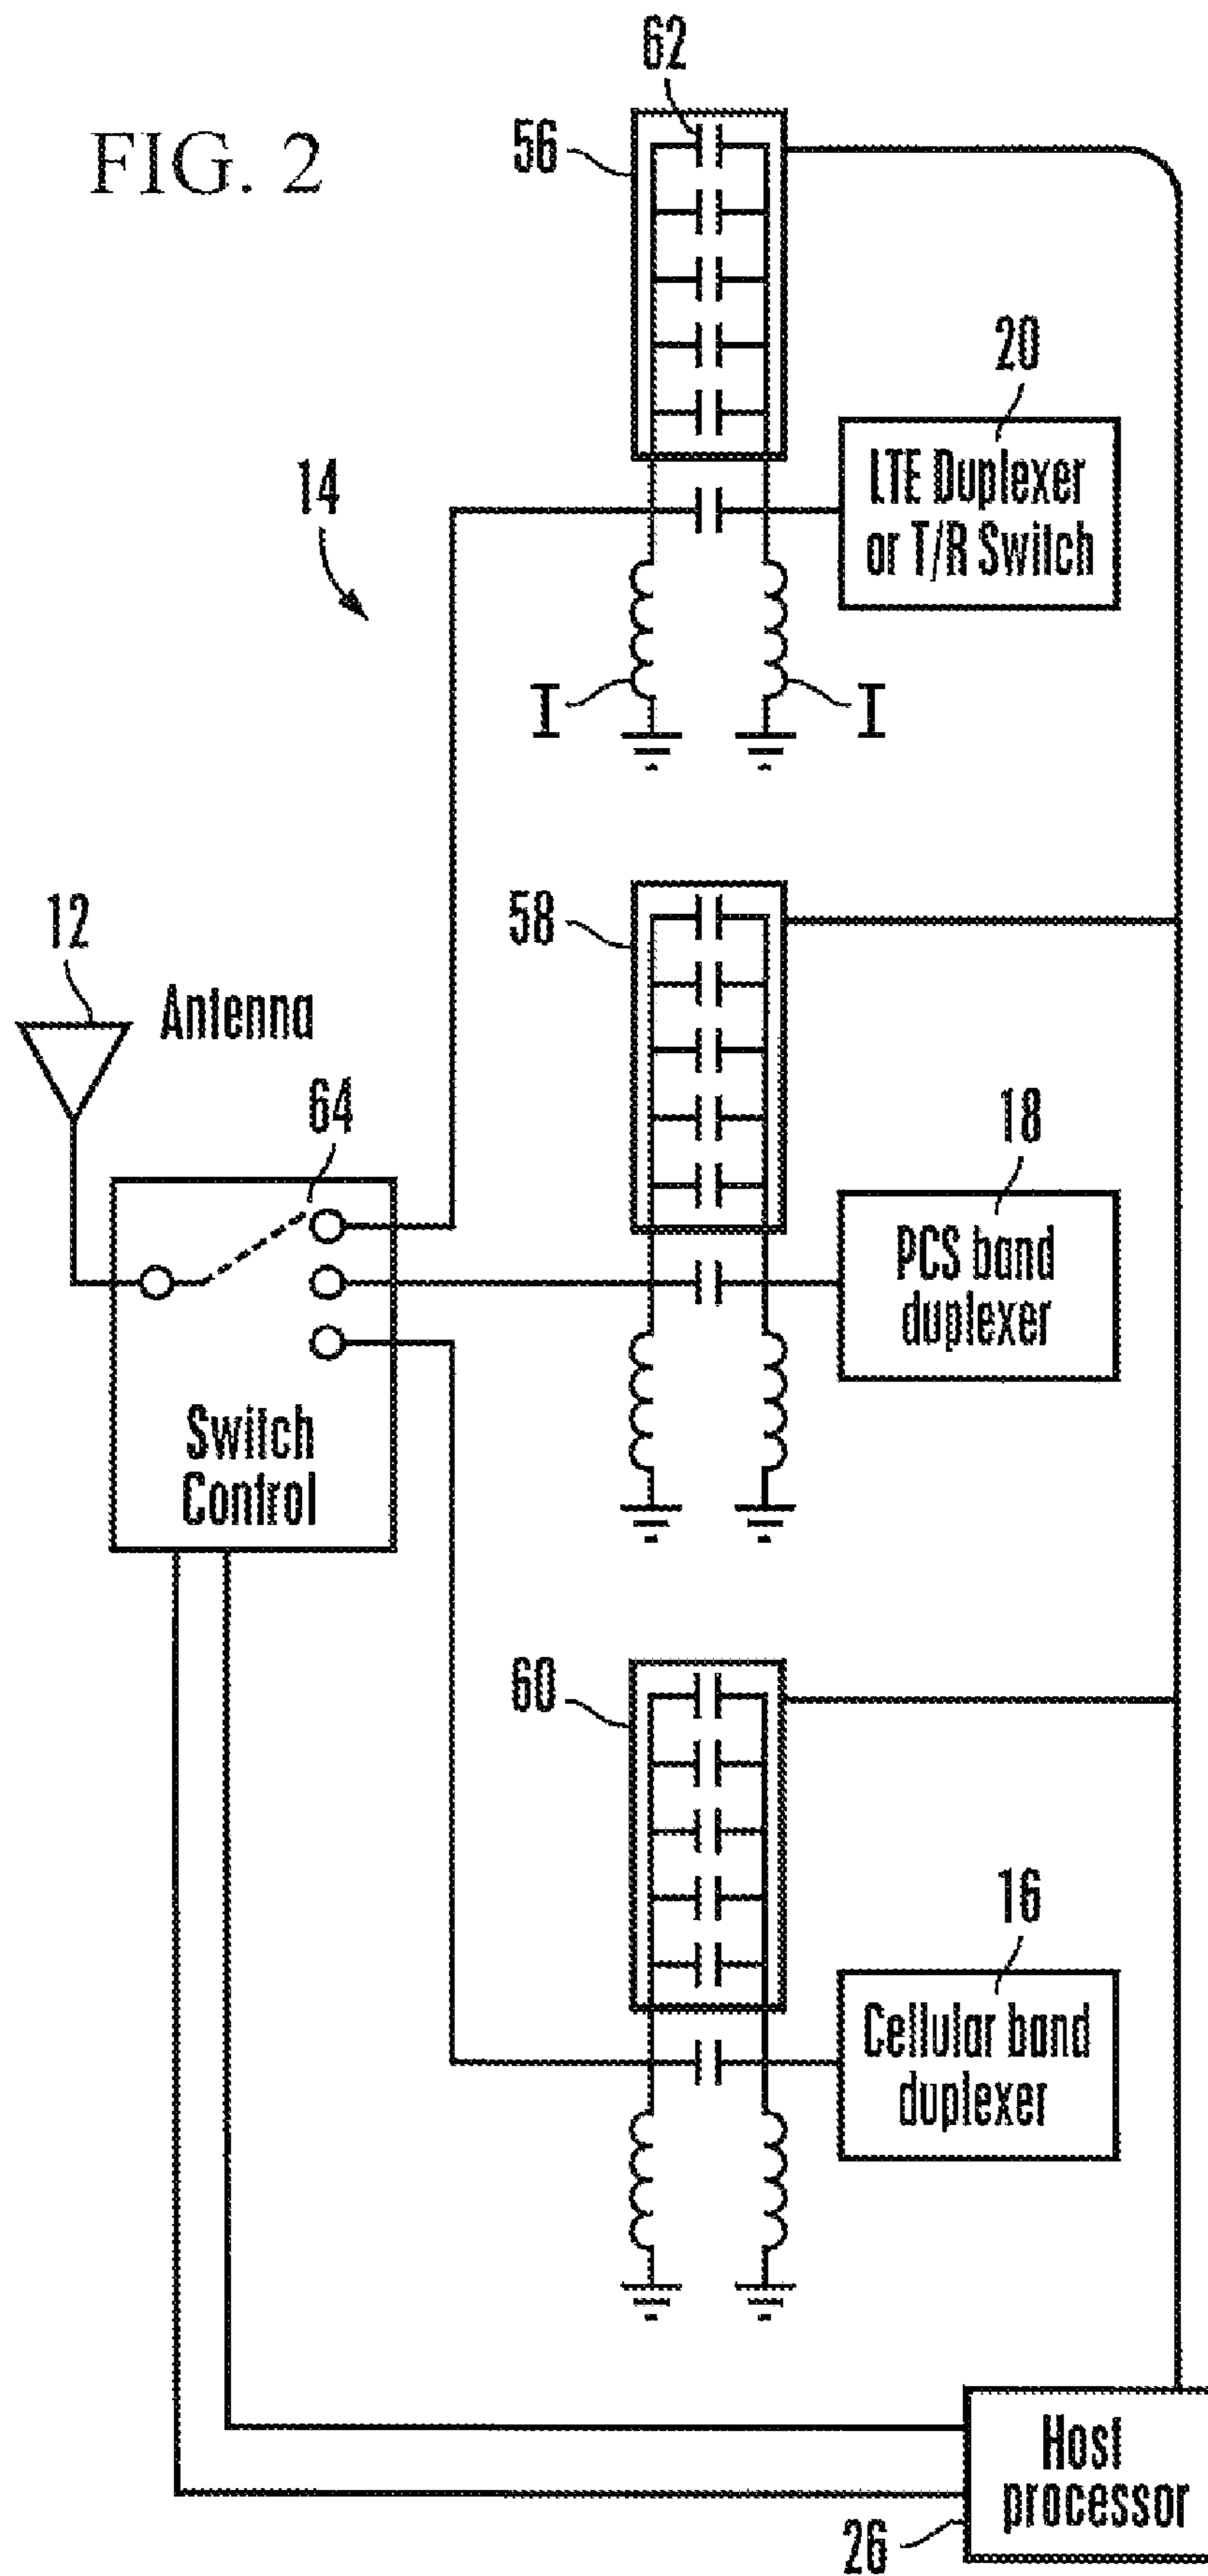 FIG. 2
62
56
20
LTE Duplexer
or T/R Switch
14
I
I
58
12
Antenna
64
18
PCS band
duplexer
Switch
Control
60
16
Cellular band
duplexer
Host
processor
26